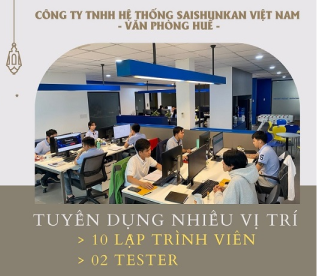 CÔNG TY TNHH HỆ THỐNG SAISHUNKAN VIỆT NAM
- VĂN PHÒNG HUẾ -
TUYỂN DỤNG NHIỀU VỊ TRÍ
> 10 LẬP TRÌNH VIÊN
> 02 TESTER